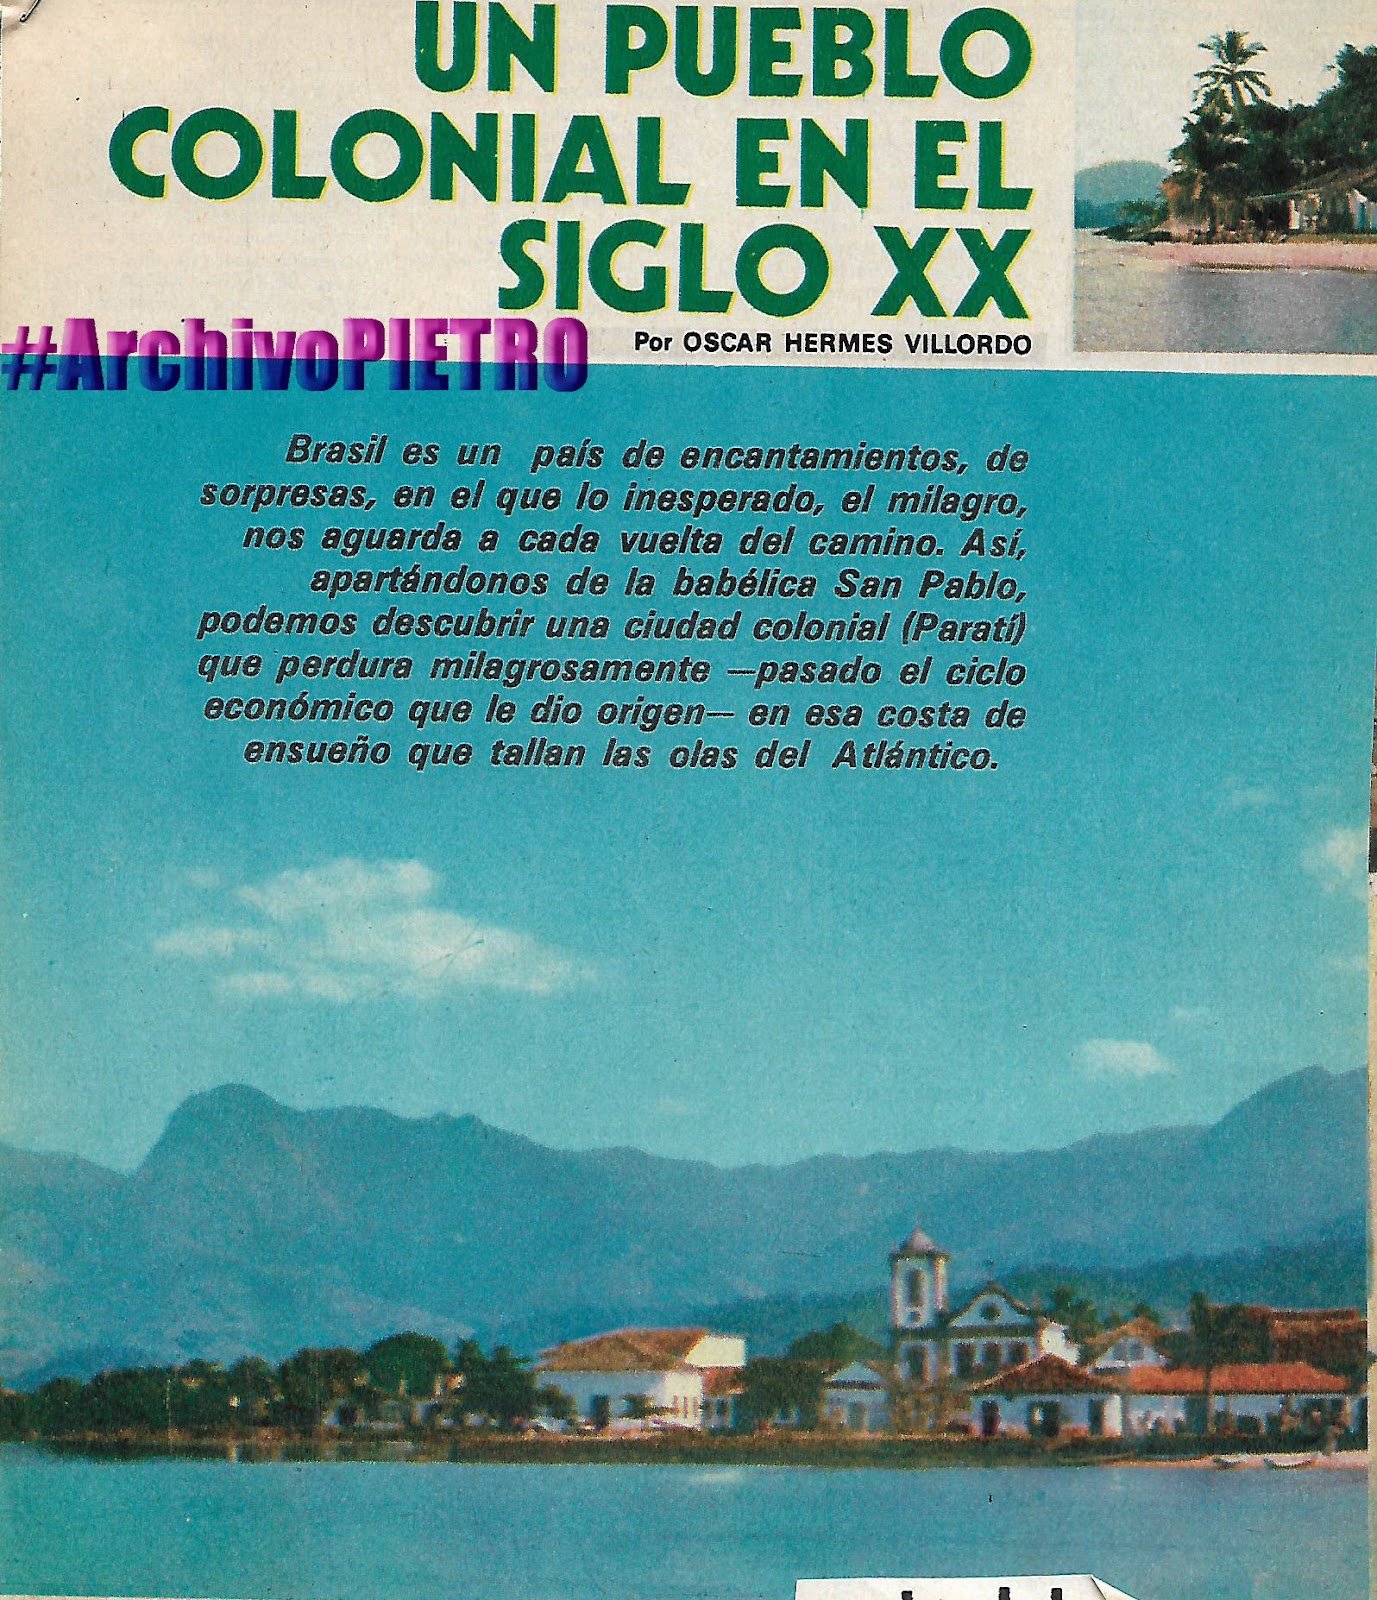 UN PUEBLO
COLONIAL EN EL
SIGLO XX
Por OSCAR HERMES VILLORDO
#ArchivoPIETRO
Brasil es un país de encantamientos, de
sorpresas, en el que lo inesperado, el milagro,
nos aguarda a cada vuelta del camino. Así,
apartándonos de la babélica San Pablo,
podemos descubrir una ciudad colonial (Paratí)
que perdura milagrosamente —pasado el ciclo
económico que le dio origen— en esa costa de
ensueño que tallan las olas del Atlántico.